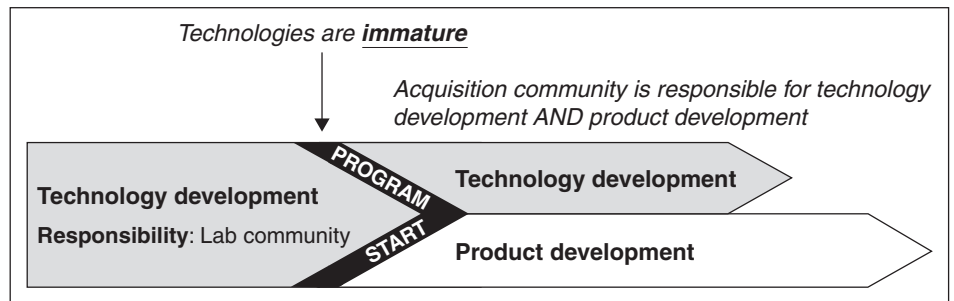 Technologies are immature
Acquisition community is responsible for technology
development AND product development
PROGRAM
START
Technology development
Responsibility: Lab community
Technology development
Product development